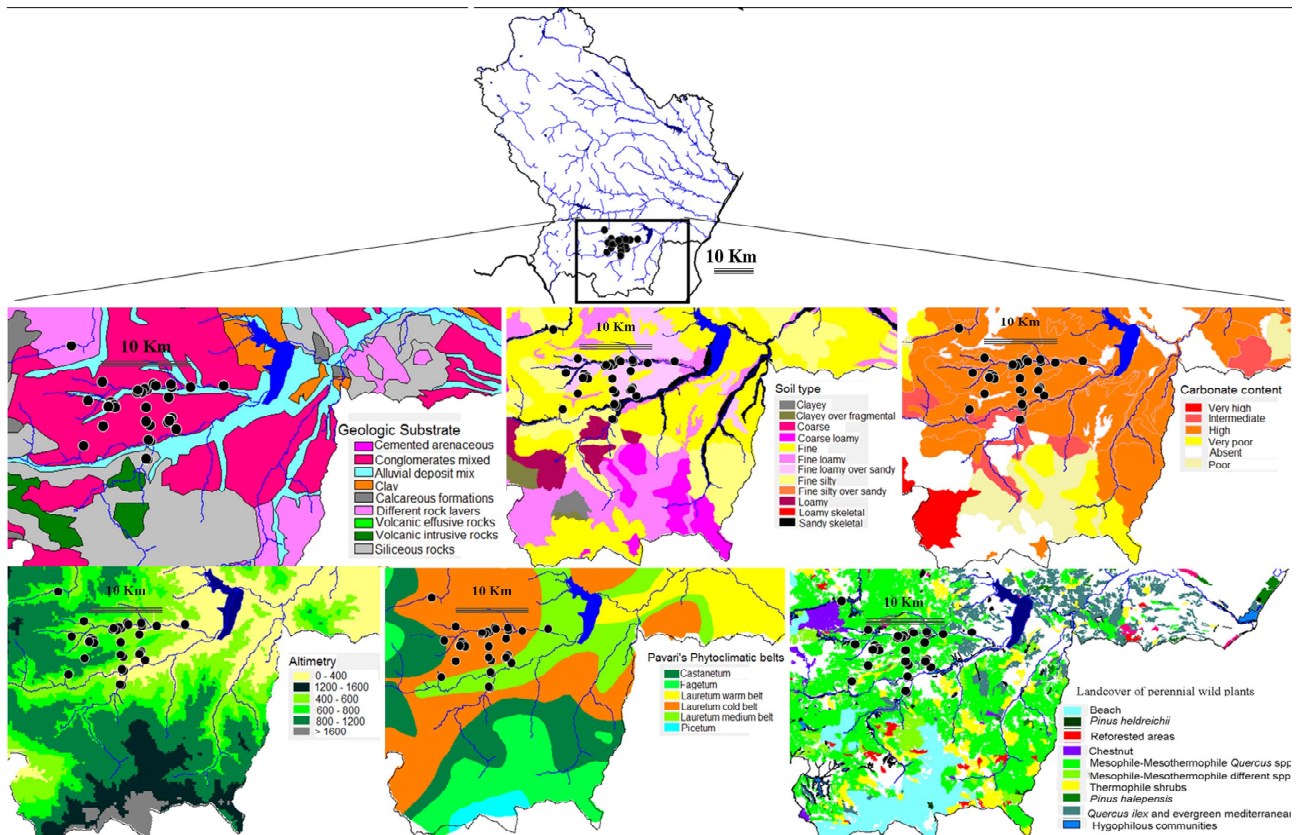 10 Km
10 Km
Geologic Substrate
Cemented arenaceous
Conglomerates mixed
Alluvial deposit mix
Clay
Calcareous formations
Different rock layers
Volcanic effusive rocks
Volcanic intrusive rocks
Siliceous rocks
10 Km
Soil type
Clayey
Clayey over fragmental
Coarse
Coarse loamy
Fine
Fine loamy
Fine loamy over sandy
Fine silty
Fine silty over sandy
Loamy
Loamy skeletal
Sandy skeletal
10 Km
Carbonate content
Very high
Intermediate
High
Very poor
Absent
Poor
10 Km
Altimetry
0 - 400
1200 - 1600
400 - 600
600 - 800
800 - 1200
> 1600
10 Km
Pavari's Phytoclimatic belts
Castanetum
Fagetum
Lauretum warm belt
Lauretum cold belt
Lauretum medium belt
Picetum
10 Km
Landcover of perennial wild plants
Beach
Pinus heldreichii
Reforested areas
Chestnut
Mesophile-Mesothermophile Quercus spp
Mesophile-Mesothermophile different spp
Thermophile shrubs
Pinus halepensis
Quercus ilex and evergreen mediterranean
Hygophilous communities